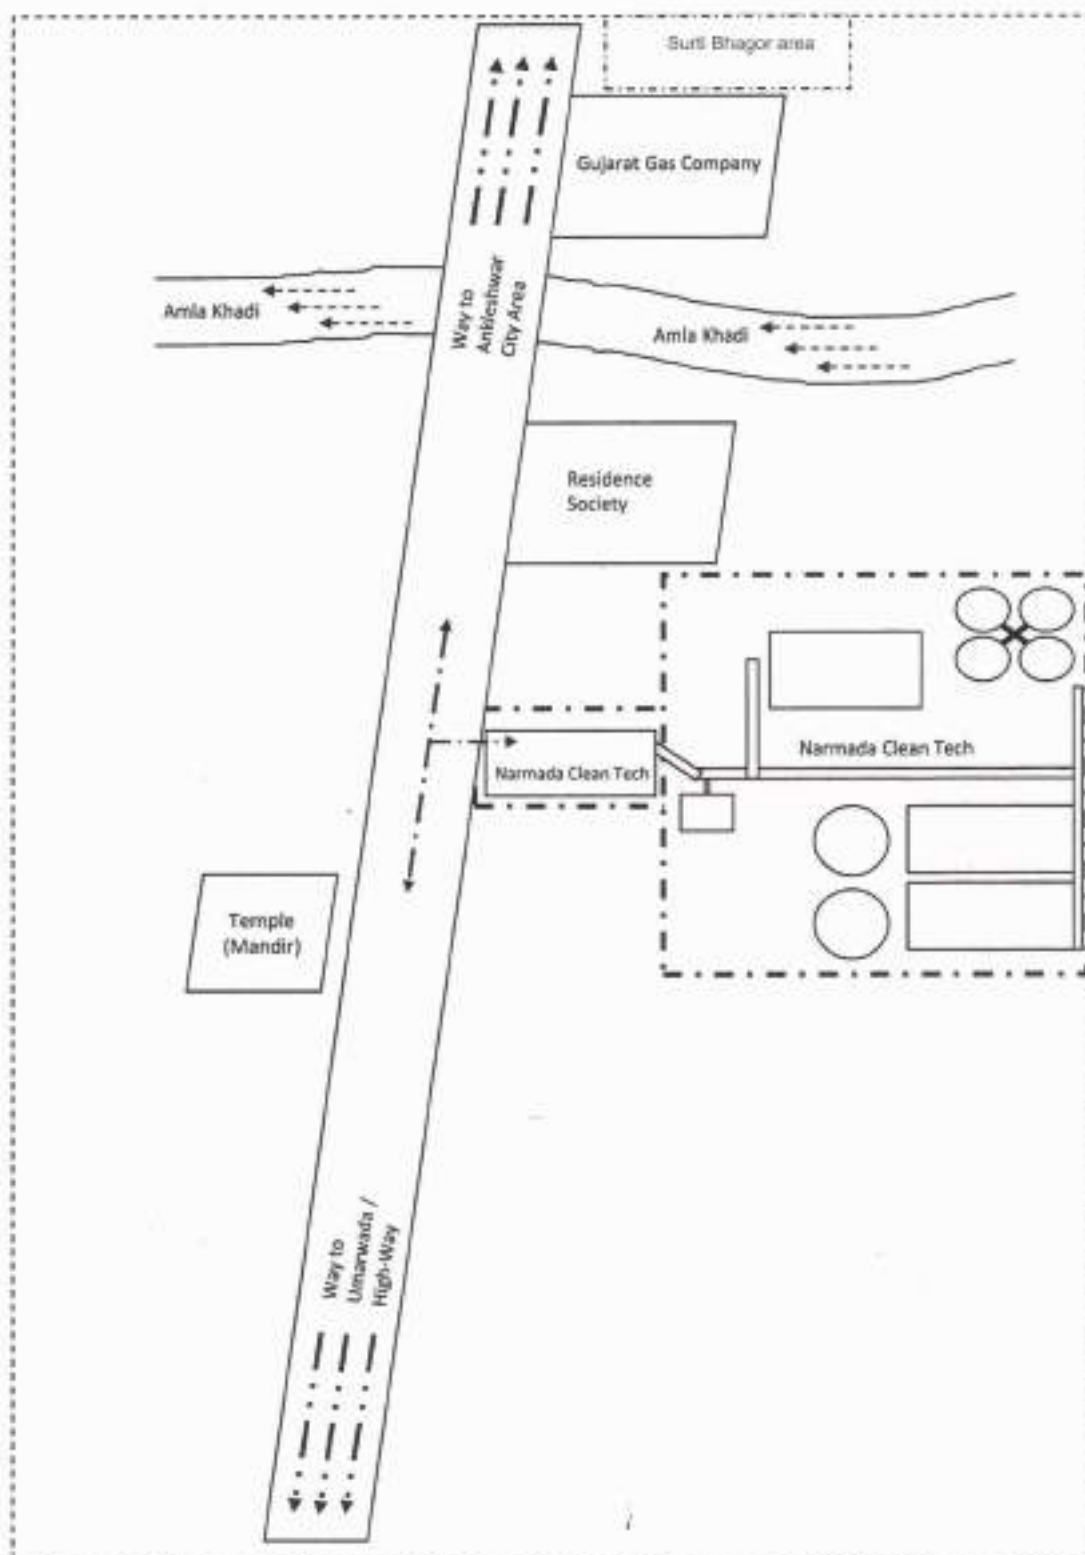 Surti Bhagor area
Gujarat Gas Company
Way to
Ankleshwar
City Area
Amla Khadi
Amla Khadi
Residence
Society
Narmada Clean Tech
Narmada Clean Tech
Temple
(Mandir)
Way to
Umarwada /
High-Way